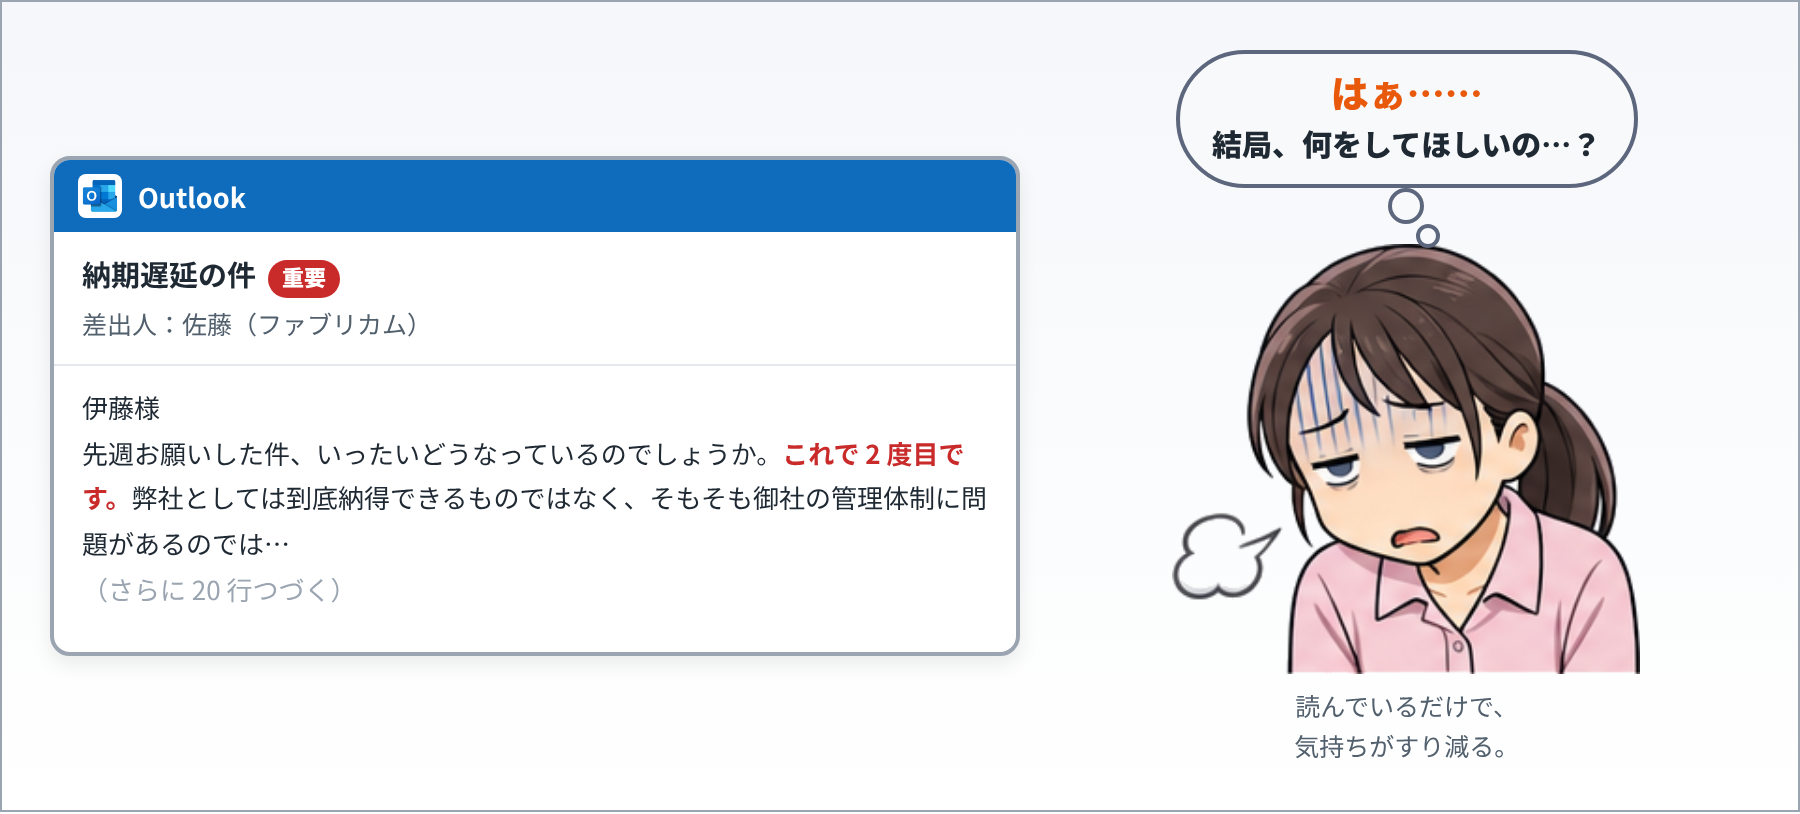 Outlook
納期遅延の件 重要
差出人：佐藤（ファブリカム）
伊藤様
先週お願いした件、いったいどうなっているのでしょうか。これで 2 度目で
す。弊社としては到底納得できるものではなく、そもそも御社の管理体制に問
題があるのでは…
（さらに 20 行つづく）
はぁ……
結局、何をしてほしいの…？
読んでいるだけで、
気持ちがすり減る。